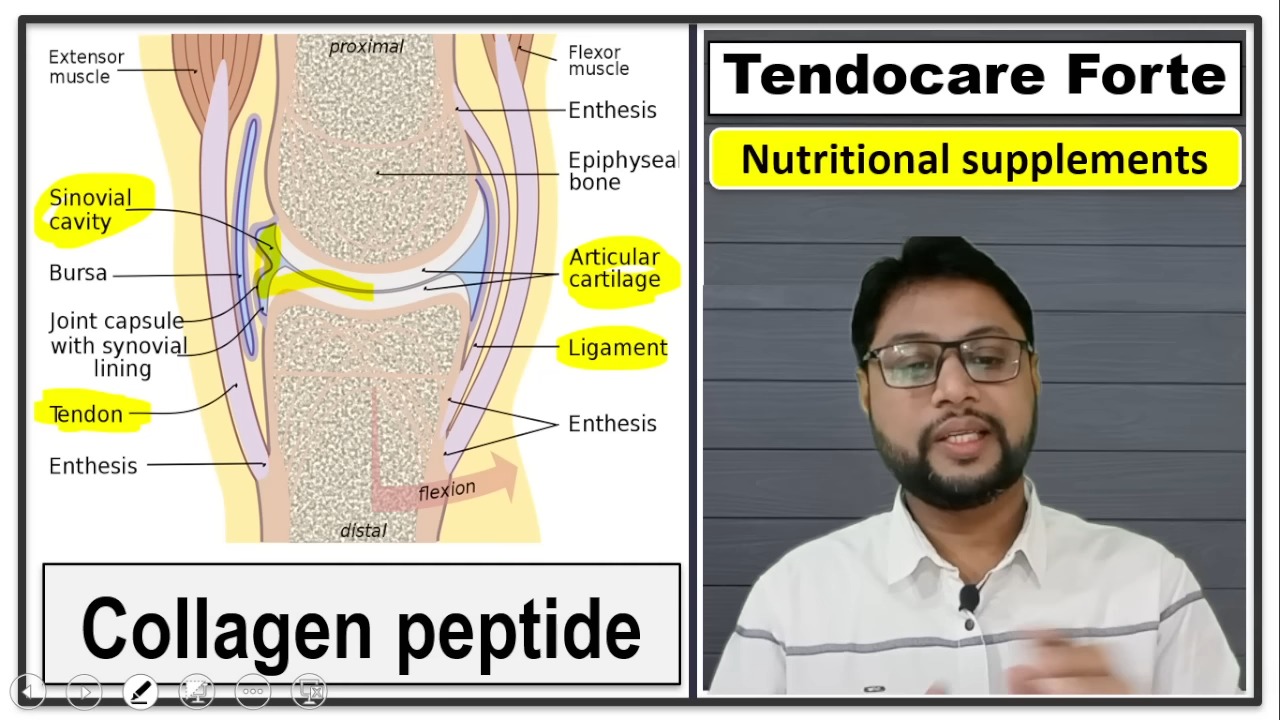 proximal
Extensor
muscle
Flexor
muscle
Enthesis
Epiphyseal
bone
Sinovial
cavity
Articular
cartilage
Bursa
Joint capsule
with synovial
lining
Ligament
Tendon
Enthesis
Enthesis
flexion
distal
Collagen peptide
Tendocare Forte
Nutritional supplements